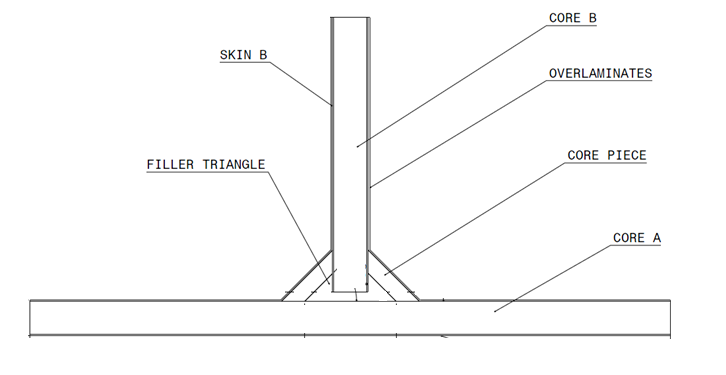 CORE B
SKIN B
OVERLAMINATES
CORE PIECE
FILLER TRIANGLE
CORE A